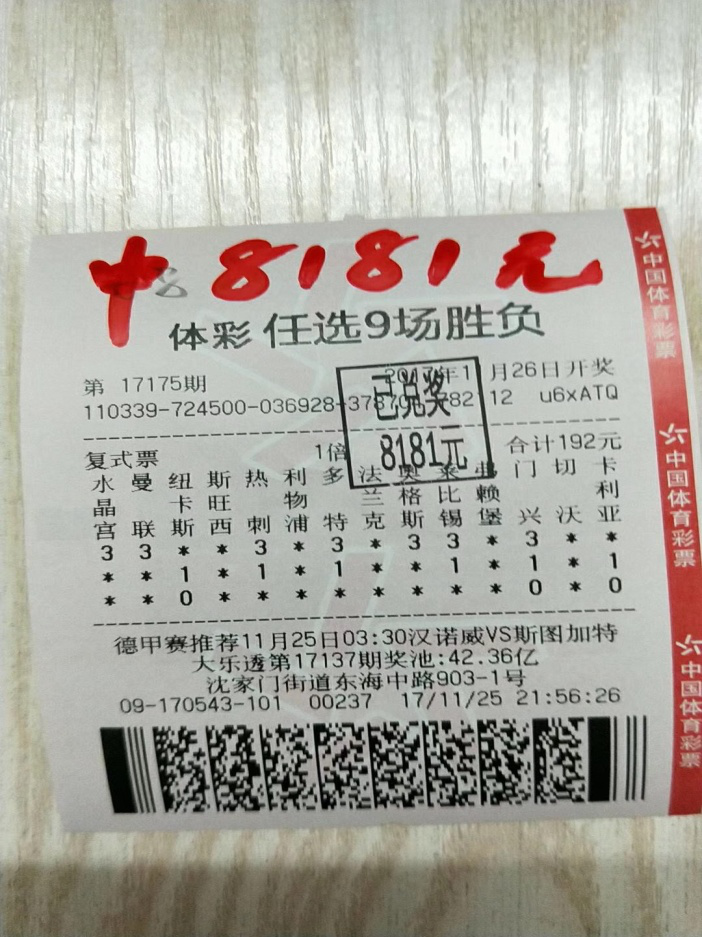 中8181元
体彩 任选9场胜负
第 17175期 2017年11月26日开奖
110339-724500-036928- 12 u6xATQ
已兑奖
8181元
复式票 1倍 合计192元
水 曼 纽 斯 热 利 多 法 奥 莱 弗 门 切 卡
晶 卡 旺 物 兰 格 比 赖 利
宫 联 斯 西 刺 浦 特 克 斯 锡 堡 兴 沃 亚
3 3 * * 3 * 3 * 3 3 * 3 * *
* * 1 * 1 * 1 * * 1 * 1 * 1
* * 0 * * * * * * * * 0 * 0
德甲赛推荐11月25日03:30汉诺威VS斯图加特
大乐透第17137期奖池:42.36亿
沈家门街道东海中路903-1号
09-170543-101 00237 17/11/25 21:56:26
中国体育彩票
中国体育彩票
中国体育彩票